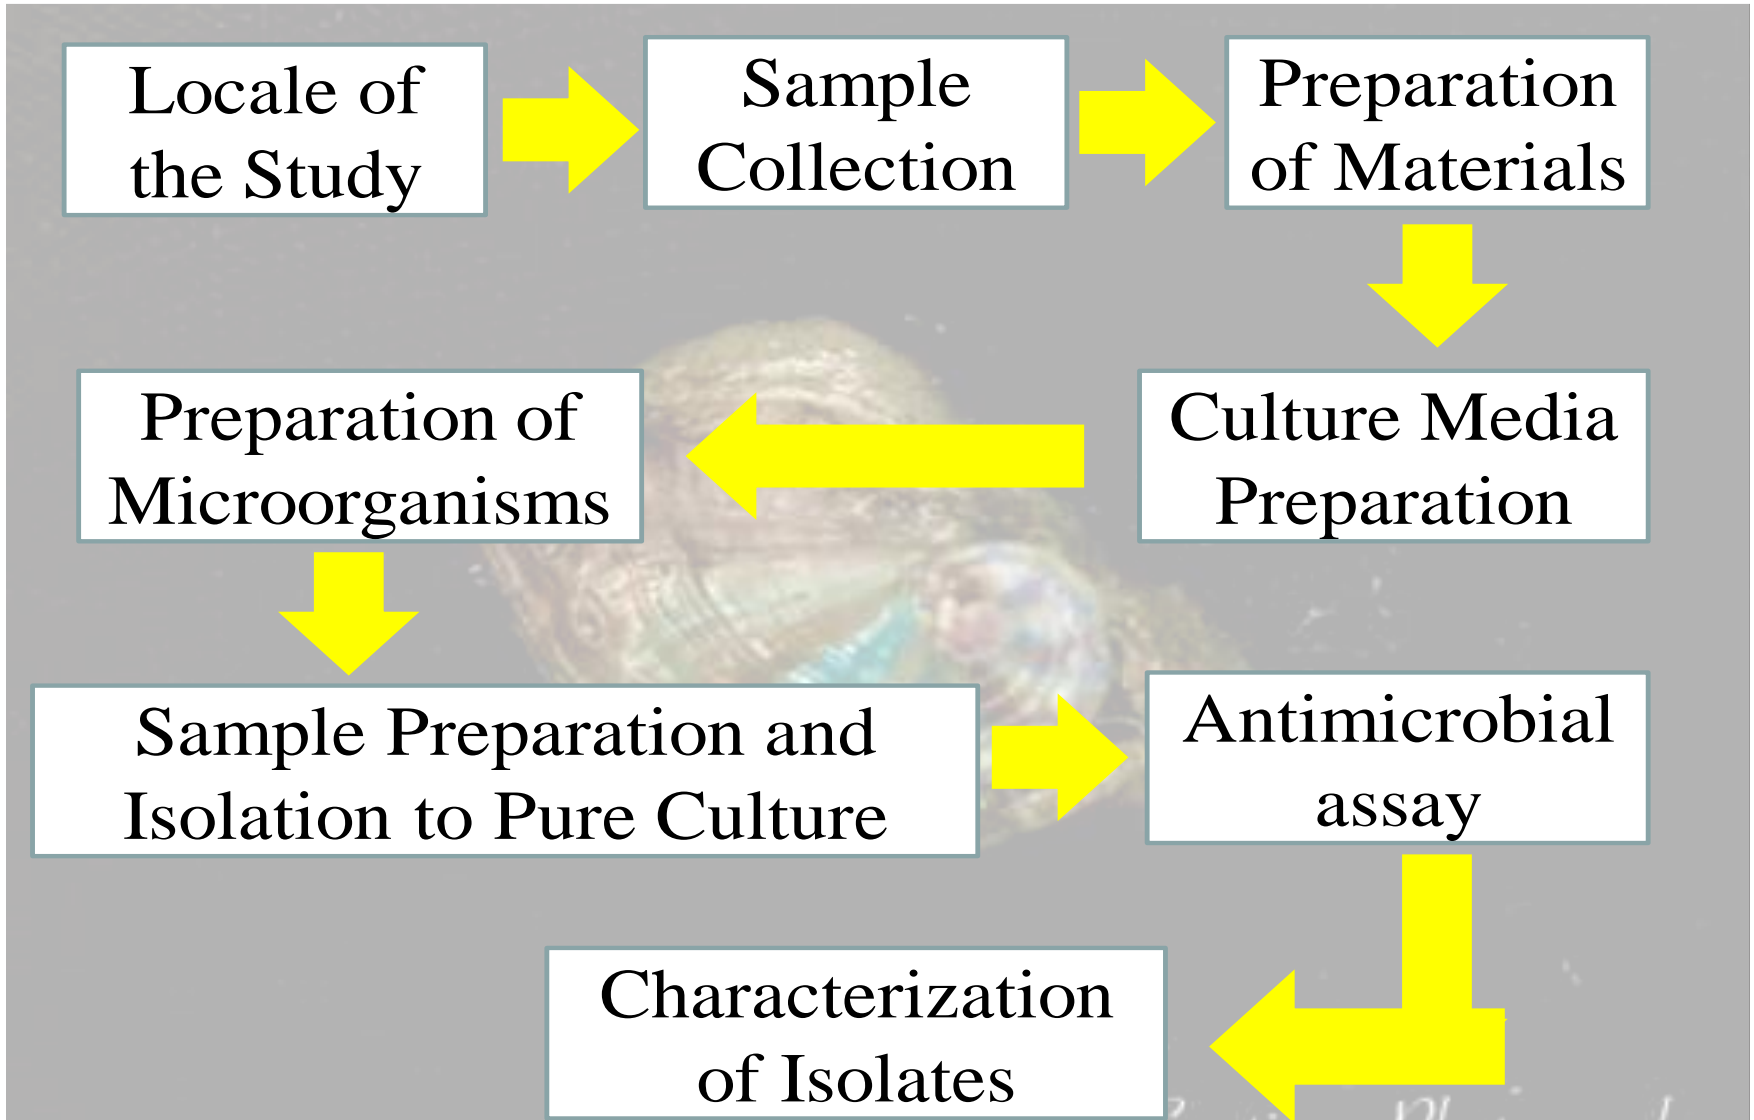 Locale of
the Study
Sample
Collection
Preparation
of Materials
Culture Media
Preparation
Preparation of
Microorganisms
Sample Preparation and
Isolation to Pure Culture
Antimicrobial
assay
Characterization
of Isolates